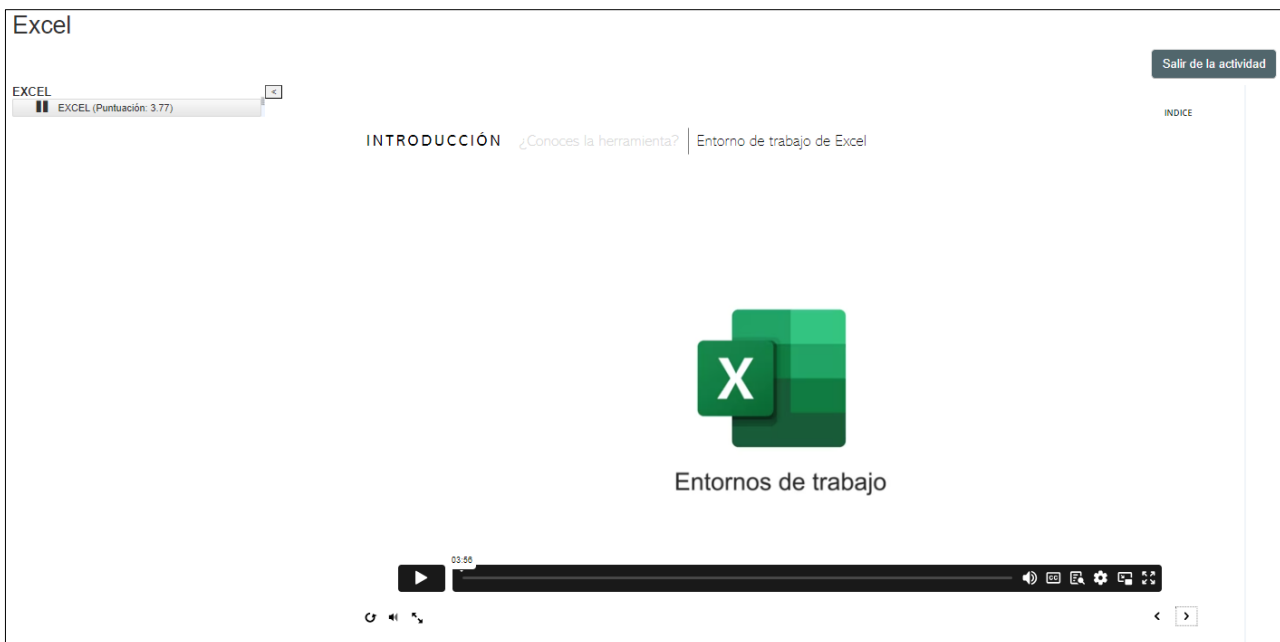 Excel
Salir de la actividad
EXCEL
<
EXCEL (Puntuación: 3.77)
INDICE
INTRODUCCIÓN ¿Conoces la herramienta? Entorno de trabajo de Excel
X
Entornos de trabajo
03:56
CC
< >